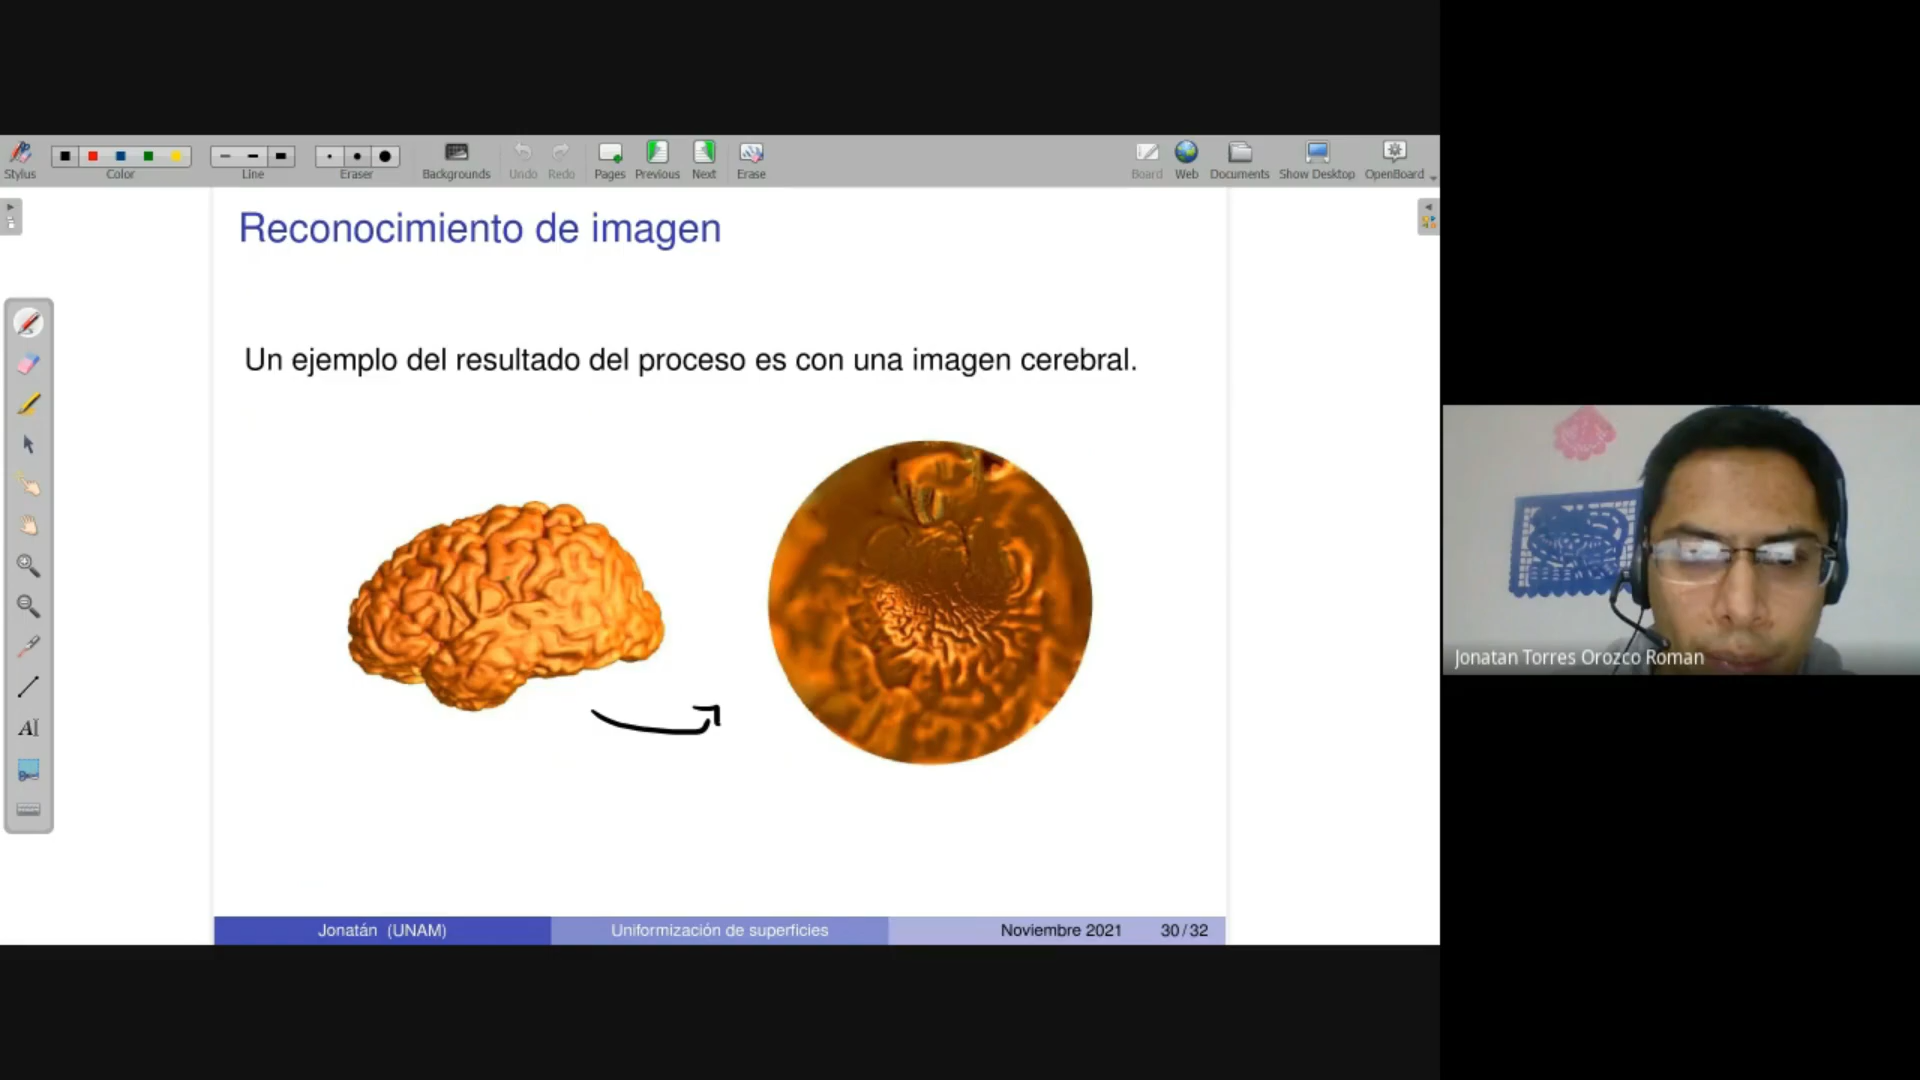 Stylus
Color
Line
Eraser
Backgrounds
Undo
Redo
Pages
Previous
Next
Erase
Board
Web
Documents
Show Desktop
OpenBoard
Reconocimiento de imagen
Un ejemplo del resultado del proceso es con una imagen cerebral.
Jonatan Torres Orozco Roman
Jonatán (UNAM)
Uniformización de superficies
Noviembre 2021
30/32